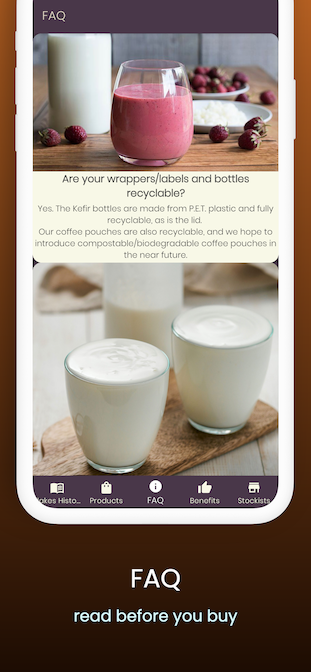 FAQ
Are your wrappers/labels and bottles
recyclable?
Yes. The Kefir bottles are made from P.E.T. plastic and fully
recyclable, as is the lid.
Our coffee pouches are also recyclable, and we hope to
introduce compostable/biodegradable coffee pouches in
the near future.
akes Histo... Products FAQ Benefits Stockists
FAQ
read before you buy